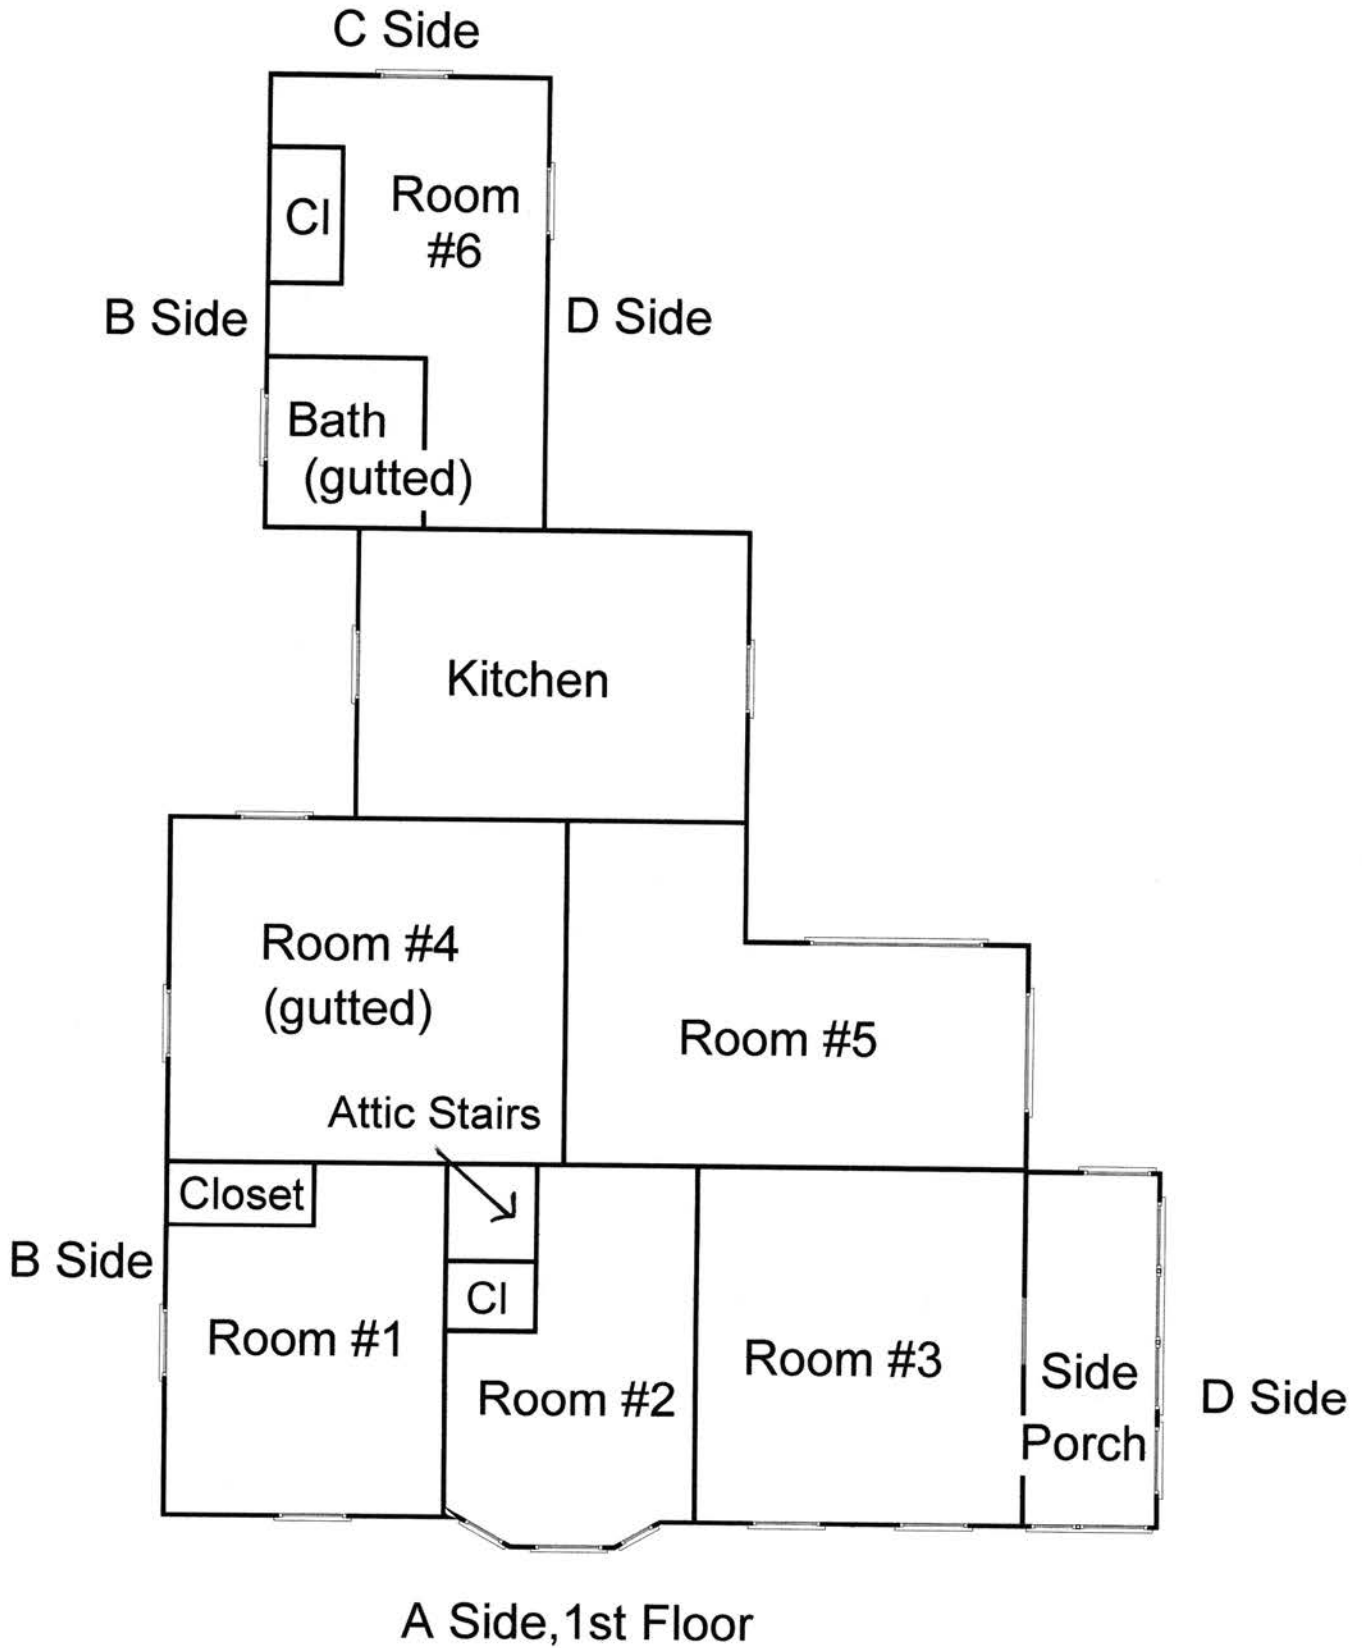 C Side
Cl
Room
#6
B Side
D Side
Bath
(gutted)
Kitchen
Room #4
(gutted)
Room #5
Attic Stairs
Closet
B Side
Cl
Room #1
Room #2
Room #3
Side
Porch
D Side
A Side,1st Floor